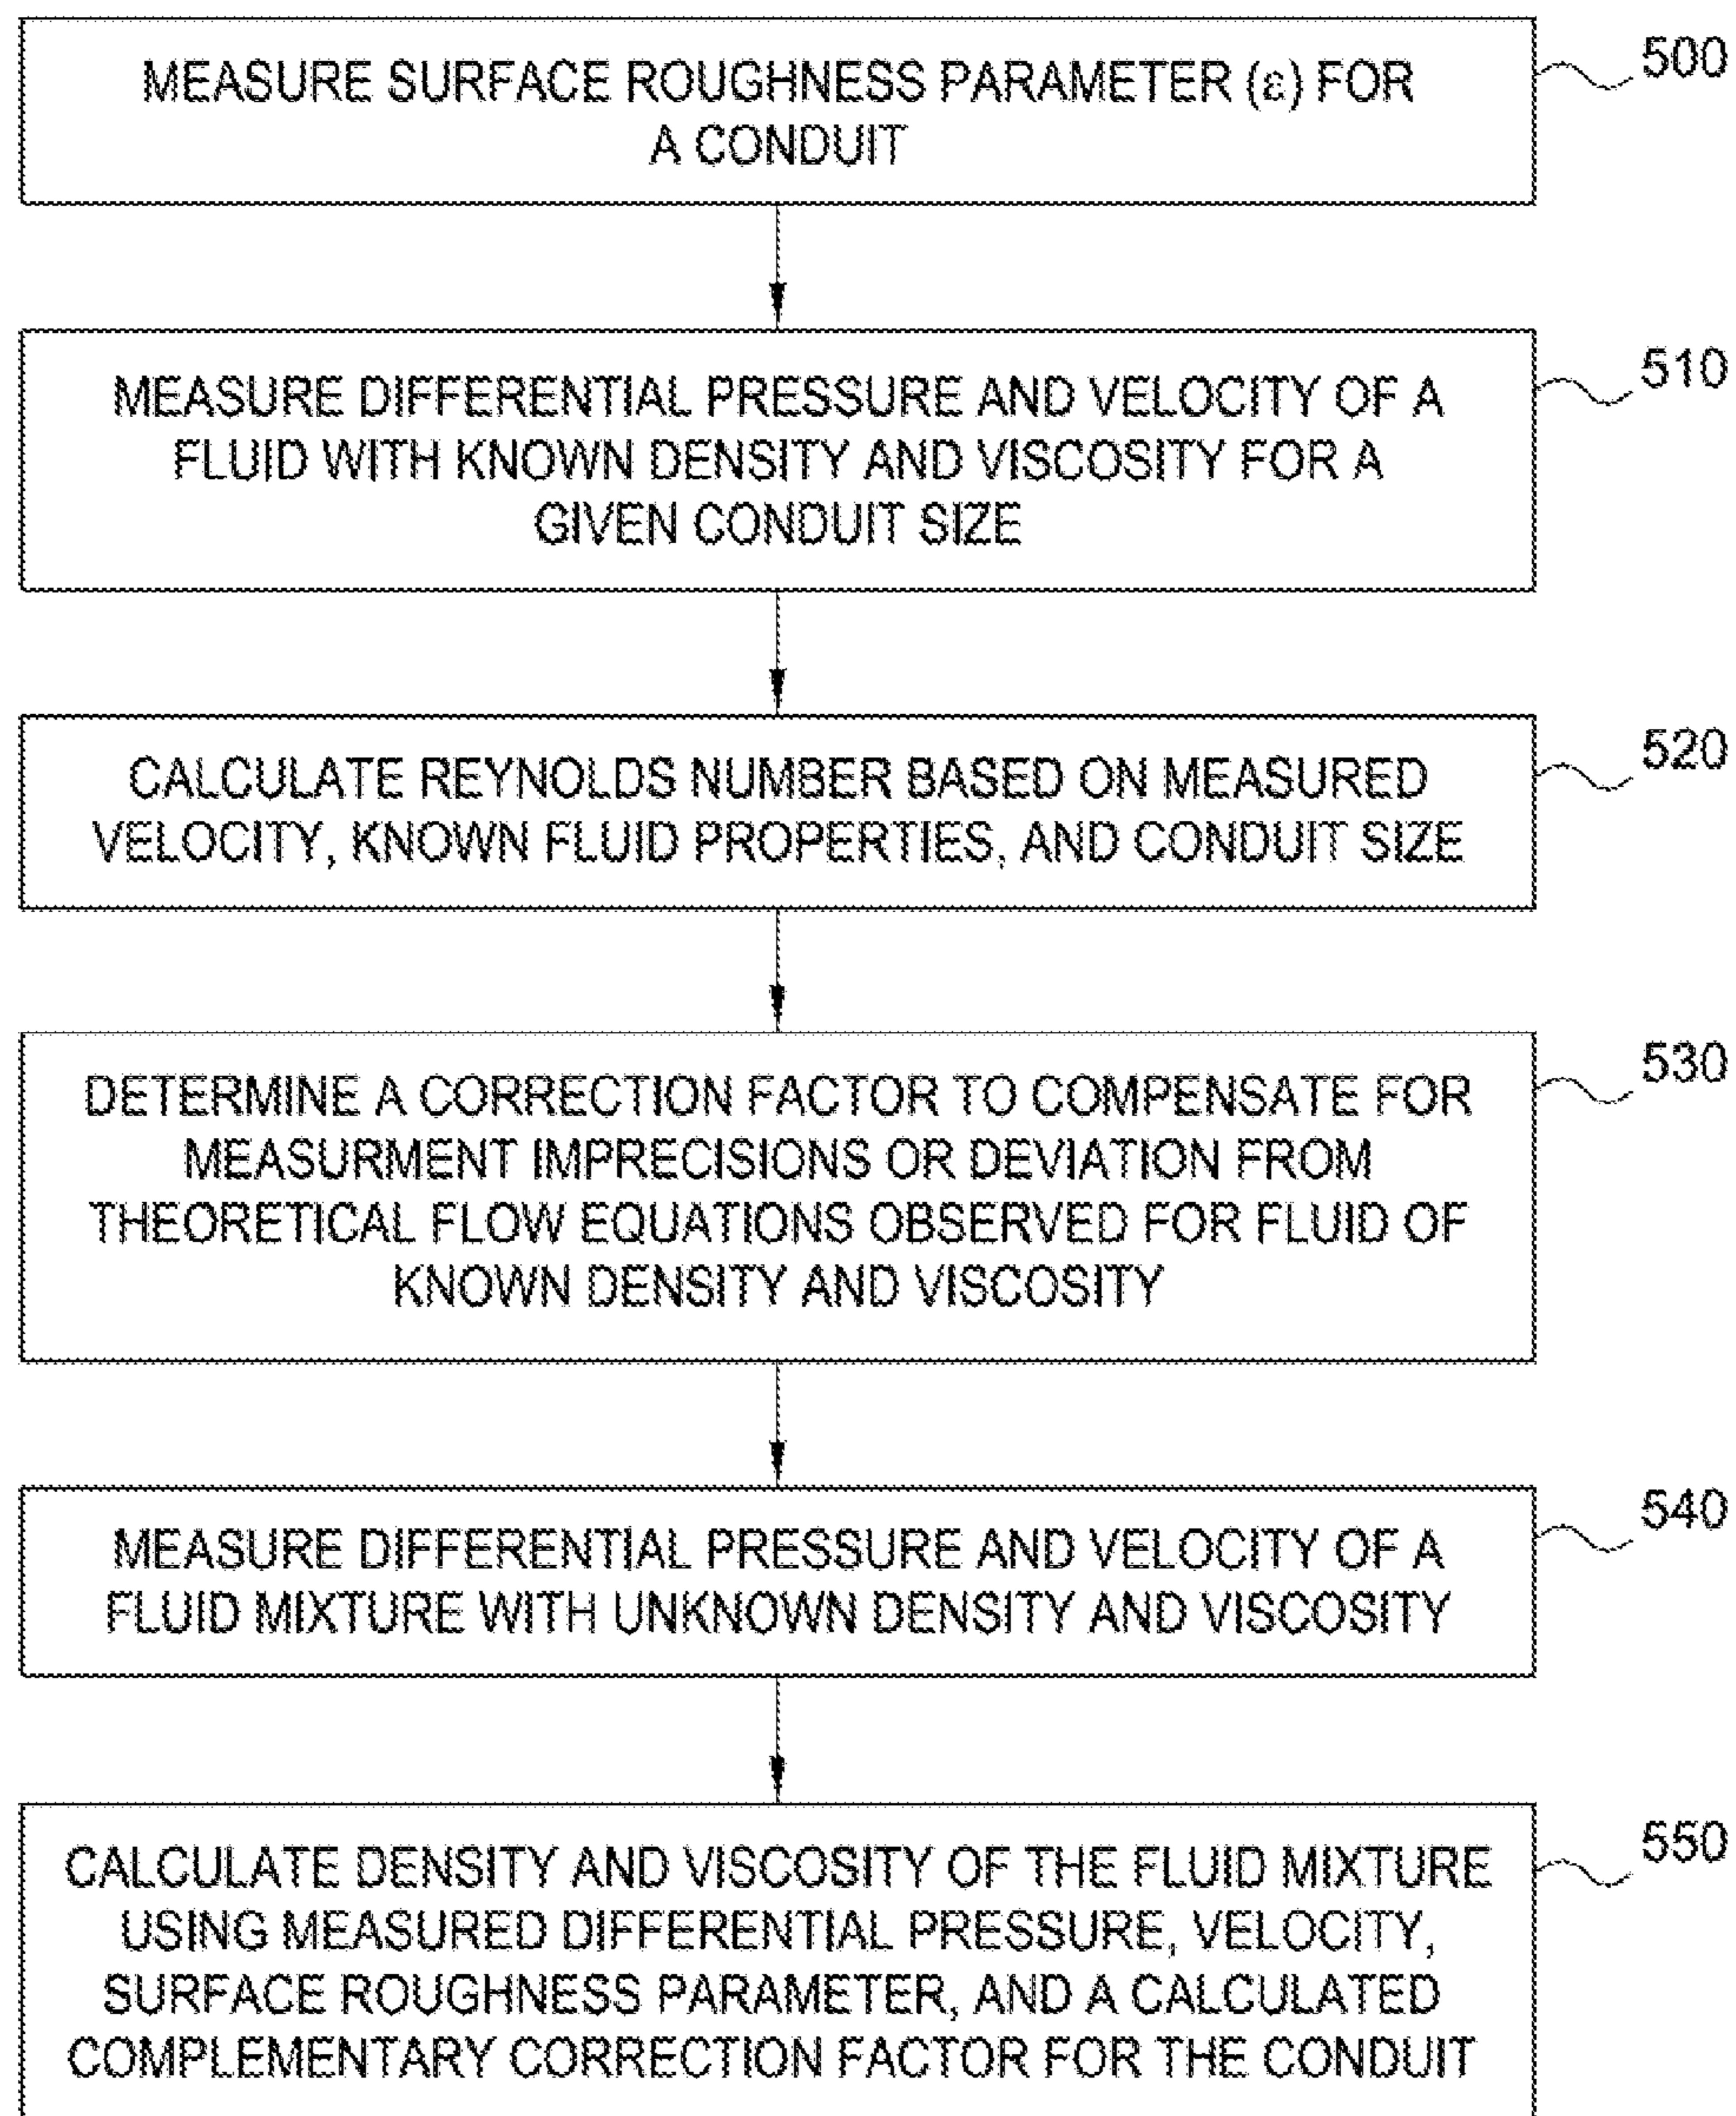 MEASURE SURFACE ROUGHNESS PARAMETER (ε) FOR
A CONDUIT
500
MEASURE DIFFERENTIAL PRESSURE AND VELOCITY OF A
FLUID WITH KNOWN DENSITY AND VISCOSITY FOR A
GIVEN CONDUIT SIZE
510
CALCULATE REYNOLDS NUMBER BASED ON MEASURED
VELOCITY, KNOWN FLUID PROPERTIES, AND CONDUIT SIZE
520
DETERMINE A CORRECTION FACTOR TO COMPENSATE FOR
MEASURMENT IMPRECISIONS OR DEVIATION FROM
THEORETICAL FLOW EQUATIONS OBSERVED FOR FLUID OF
KNOWN DENSITY AND VISCOSITY
530
MEASURE DIFFERENTIAL PRESSURE AND VELOCITY OF A
FLUID MIXTURE WITH UNKNOWN DENSITY AND VISCOSITY
540
CALCULATE DENSITY AND VISCOSITY OF THE FLUID MIXTURE
USING MEASURED DIFFERENTIAL PRESSURE, VELOCITY,
SURFACE ROUGHNESS PARAMETER, AND A CALCULATED
COMPLEMENTARY CORRECTION FACTOR FOR THE CONDUIT
550